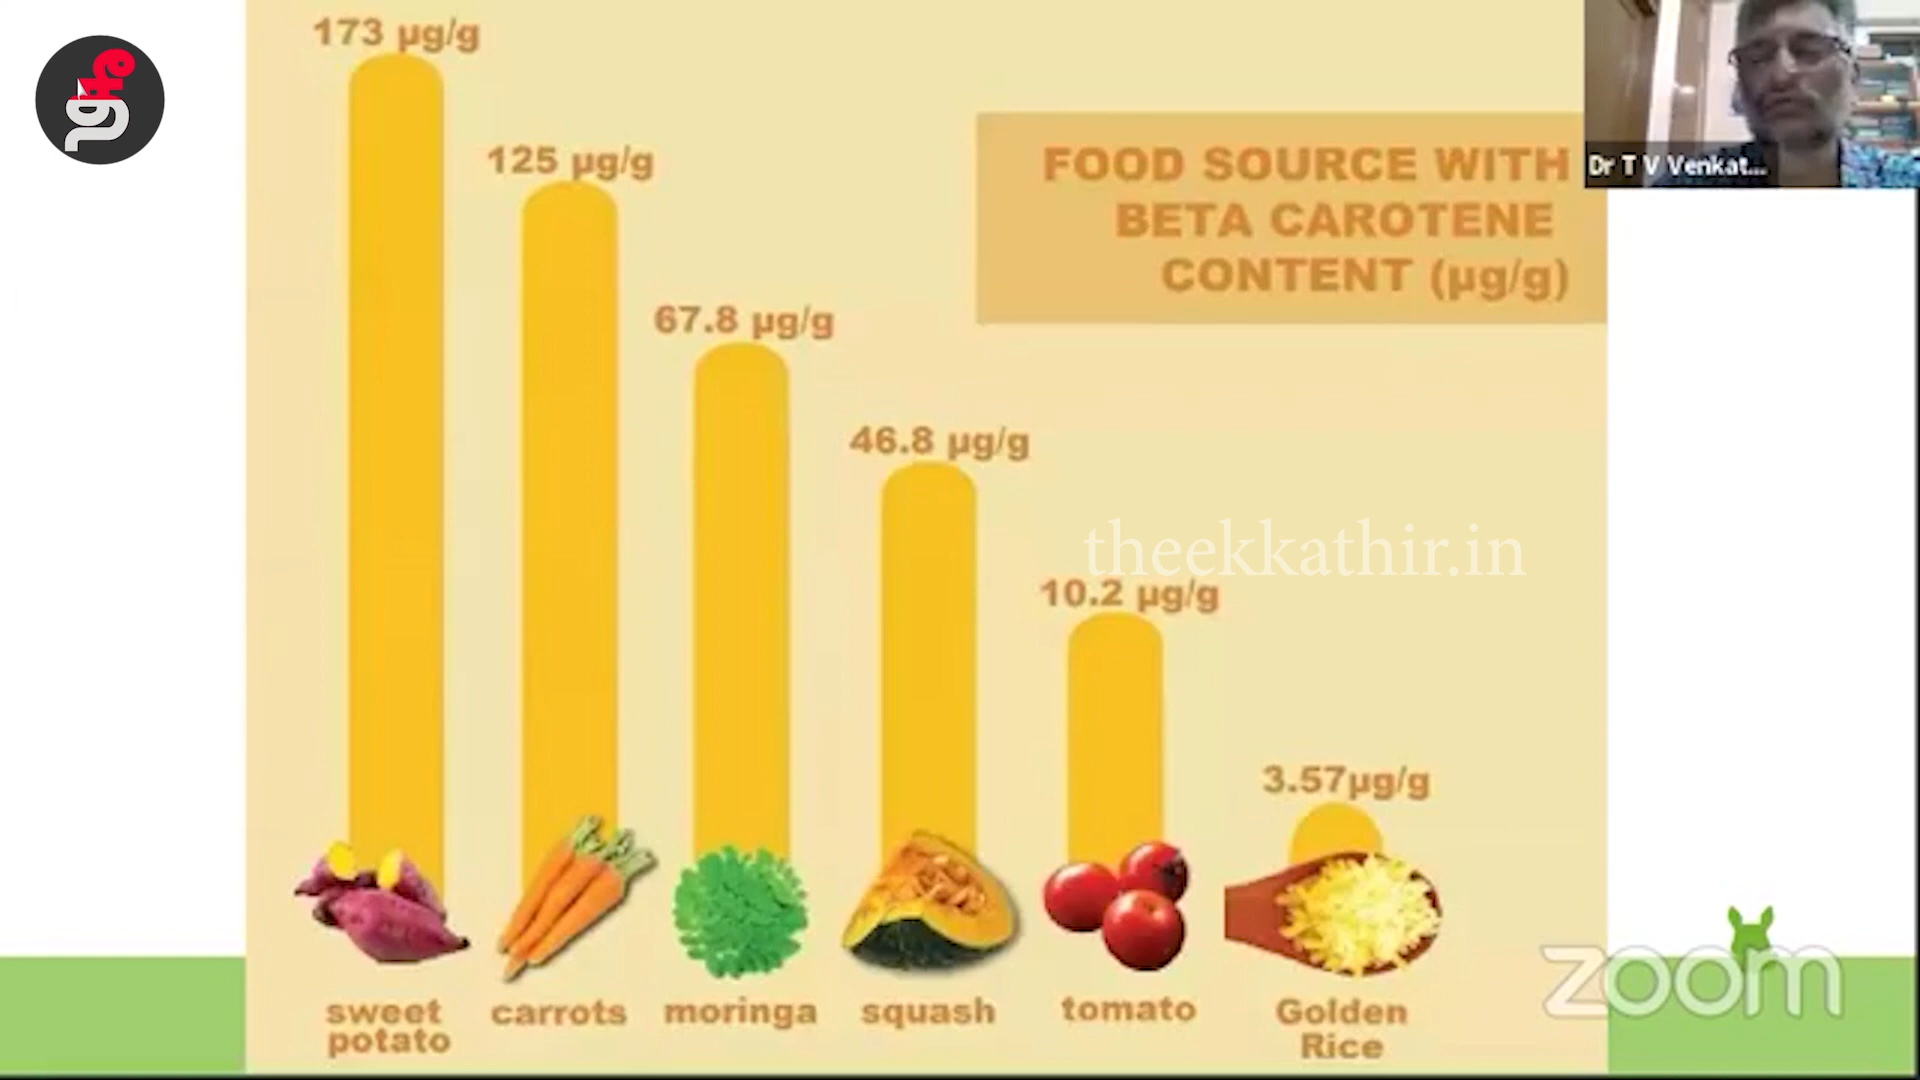 தீ
173 µg/g
125 µg/g
67.8 µg/g
46.8 µg/g
10.2 µg/g
3.57µg/g
FOOD SOURCE WITH
BETA CAROTENE
CONTENT (µg/g)
Dr T V Venkat...
theekkathir.in
sweet
potato
carrots
moringa
squash
tomato
Golden
Rice
zoom